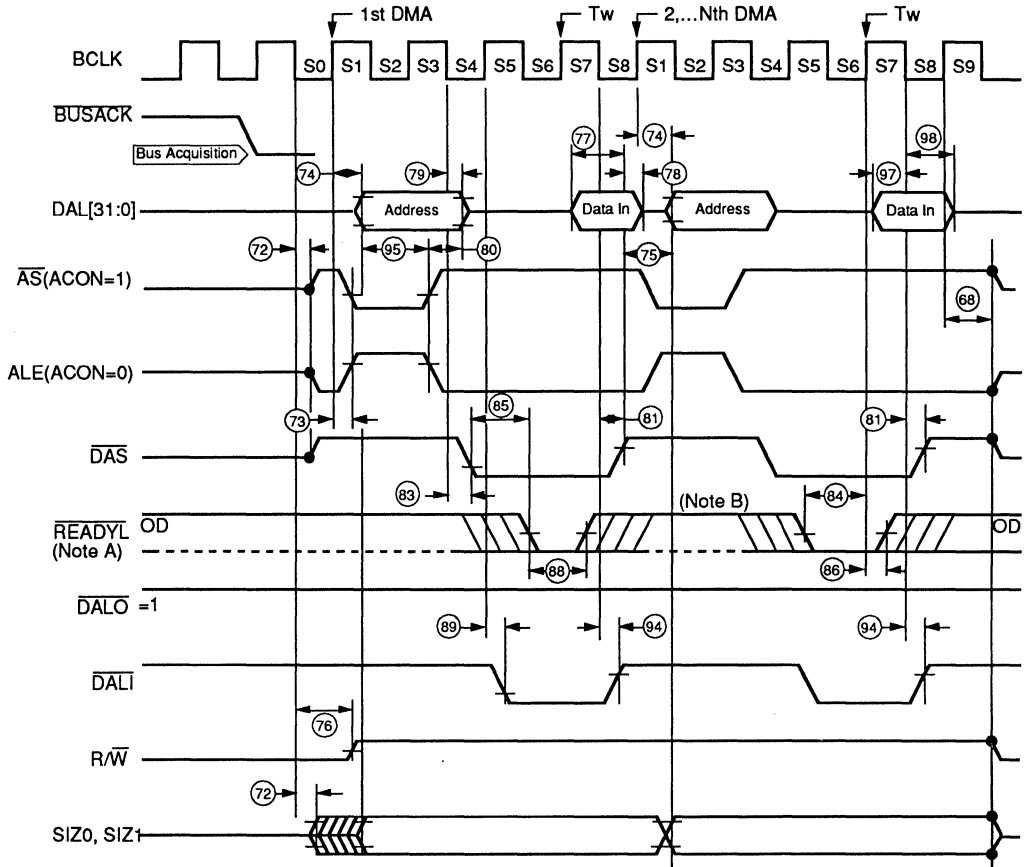 1st DMA Tw 2,...Nth DMA Tw
BCLK S0 S1 S2 S3 S4 S5 S6 S7 S8 S1 S2 S3 S4 S5 S6 S7 S8 S9
BUSACK
Bus Acquisition
74 79 77 74 78 97 98
DAL[31:0] Address Data In Address Data In
72 95 80 75
AS(ACON=1)
68
ALE(ACON=0)
73 85 81 81
DAS
83 (Note B) 84
READYL OD OD
(Note A)
88 86
DALO =1
89 94 94
DALI
76
R/W
72
SIZ0, SIZ1